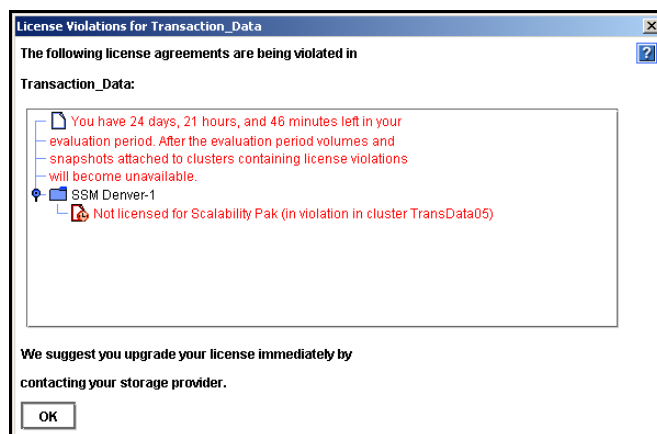 License Violations for Transaction_Data
The following license agreements are being violated in
Transaction_Data:
You have 24 days, 21 hours, and 46 minutes left in your
evaluation period. After the evaluation period volumes and
snapshots attached to clusters containing license violations
will become unavailable.
SSM Denver-1
Not licensed for Scalability Pak (in violation in cluster TransData05)
We suggest you upgrade your license immediately by
contacting your storage provider.
OK